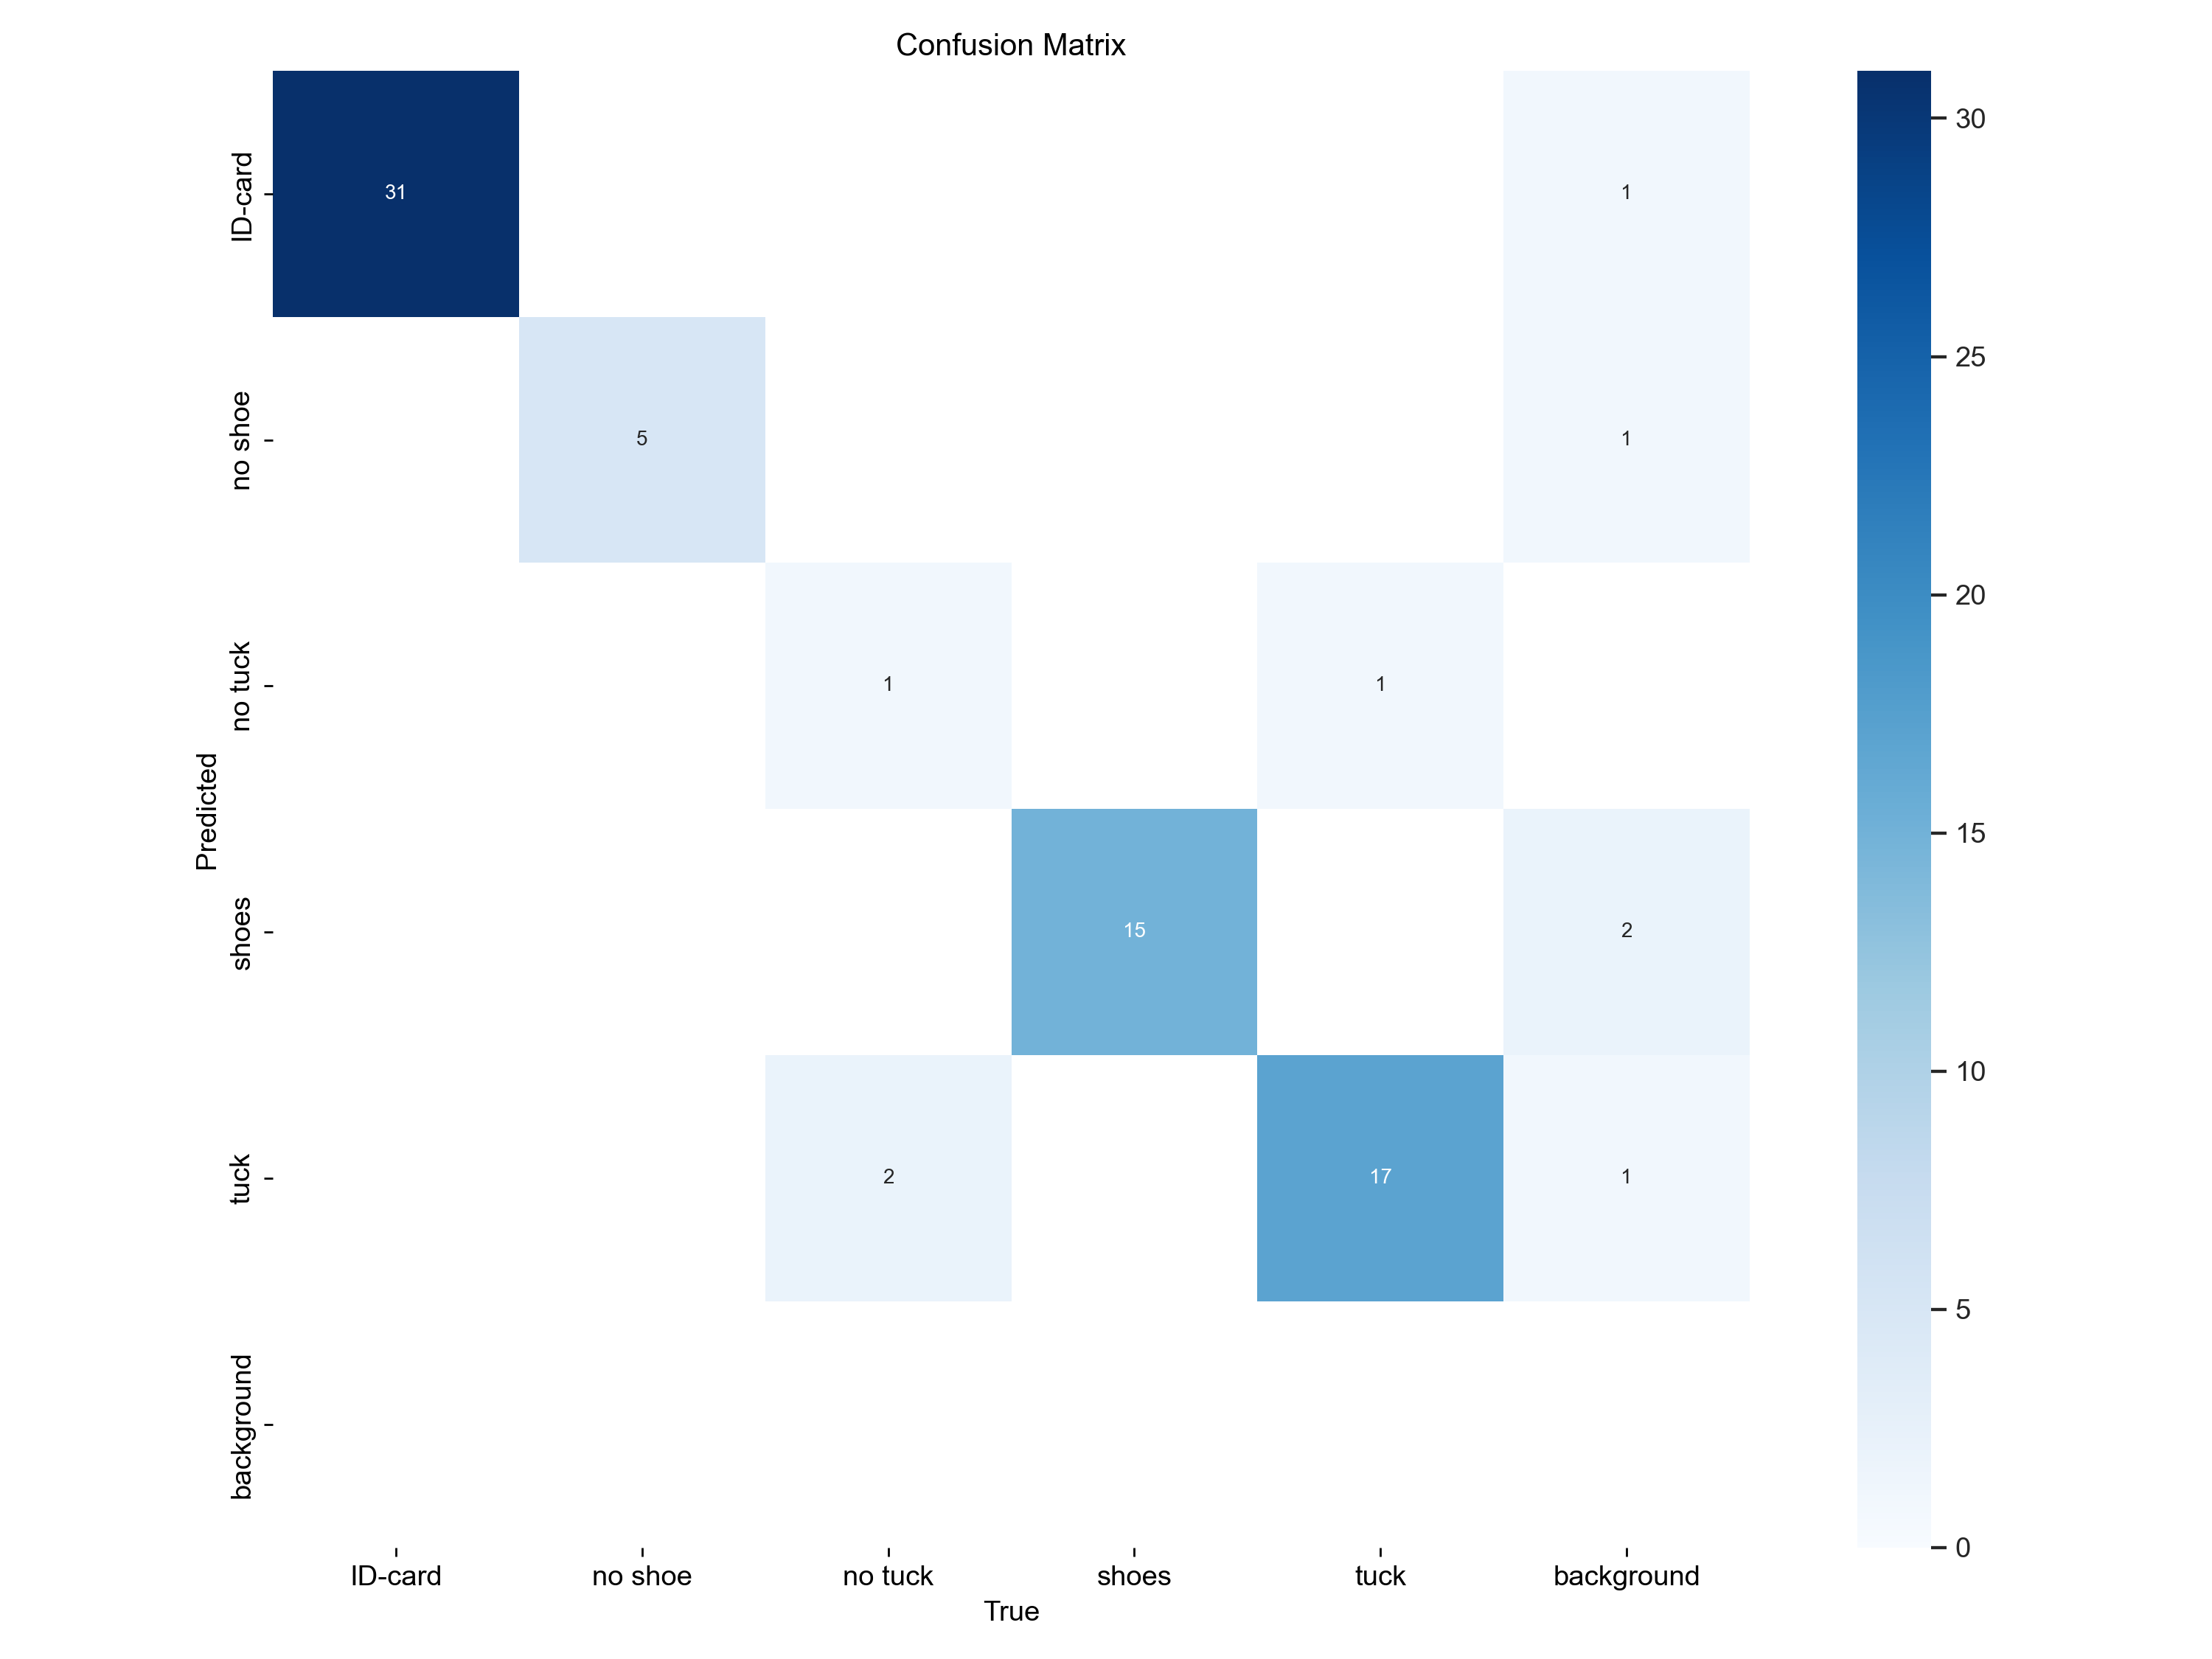 Confusion Matrix
ID-card
31
1
30
25
no shoe
5
1
20
no tuck
1
1
Predicted
15
shoes
15
2
10
tuck
2
17
1
5
background
0
ID-card no shoe no tuck shoes tuck background
True